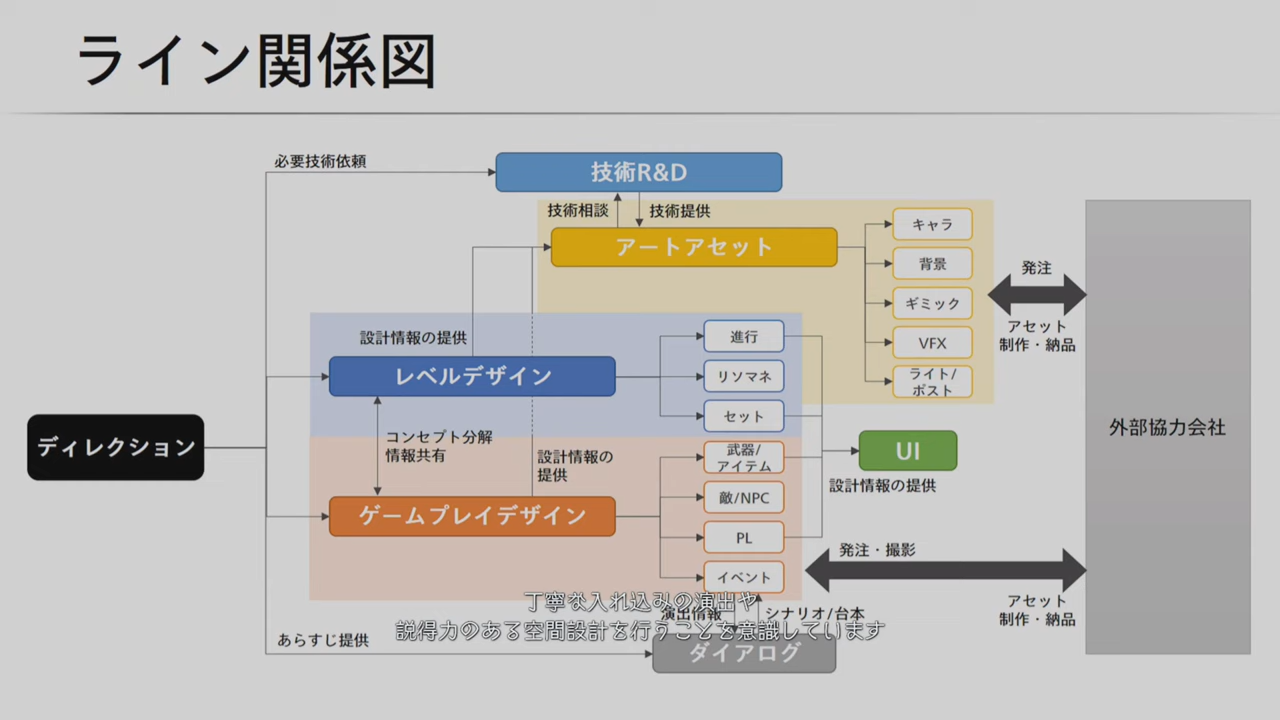 ライン関係図
必要技術依頼
技術R&D
技術相談
技術提供
アートアセット
キャラ
背景
ギミック
VFX
ライト/
ポスト
発注
アセット
制作・納品
設計情報の提供
レベルデザイン
進行
リソマネ
セット
ディレクション
コンセプト分解
情報共有
設計情報の
提供
武器/
アイテム
敵/NPC
PL
イベント
UI
設計情報の提供
外部協力会社
ゲームプレイデザイン
発注・撮影
アセット
制作・納品
演出情報
シナリオ/台本
あらすじ提供
ダイアログ
丁寧な入れ込みの演出や
説得力のある空間設計を行うことを意識しています